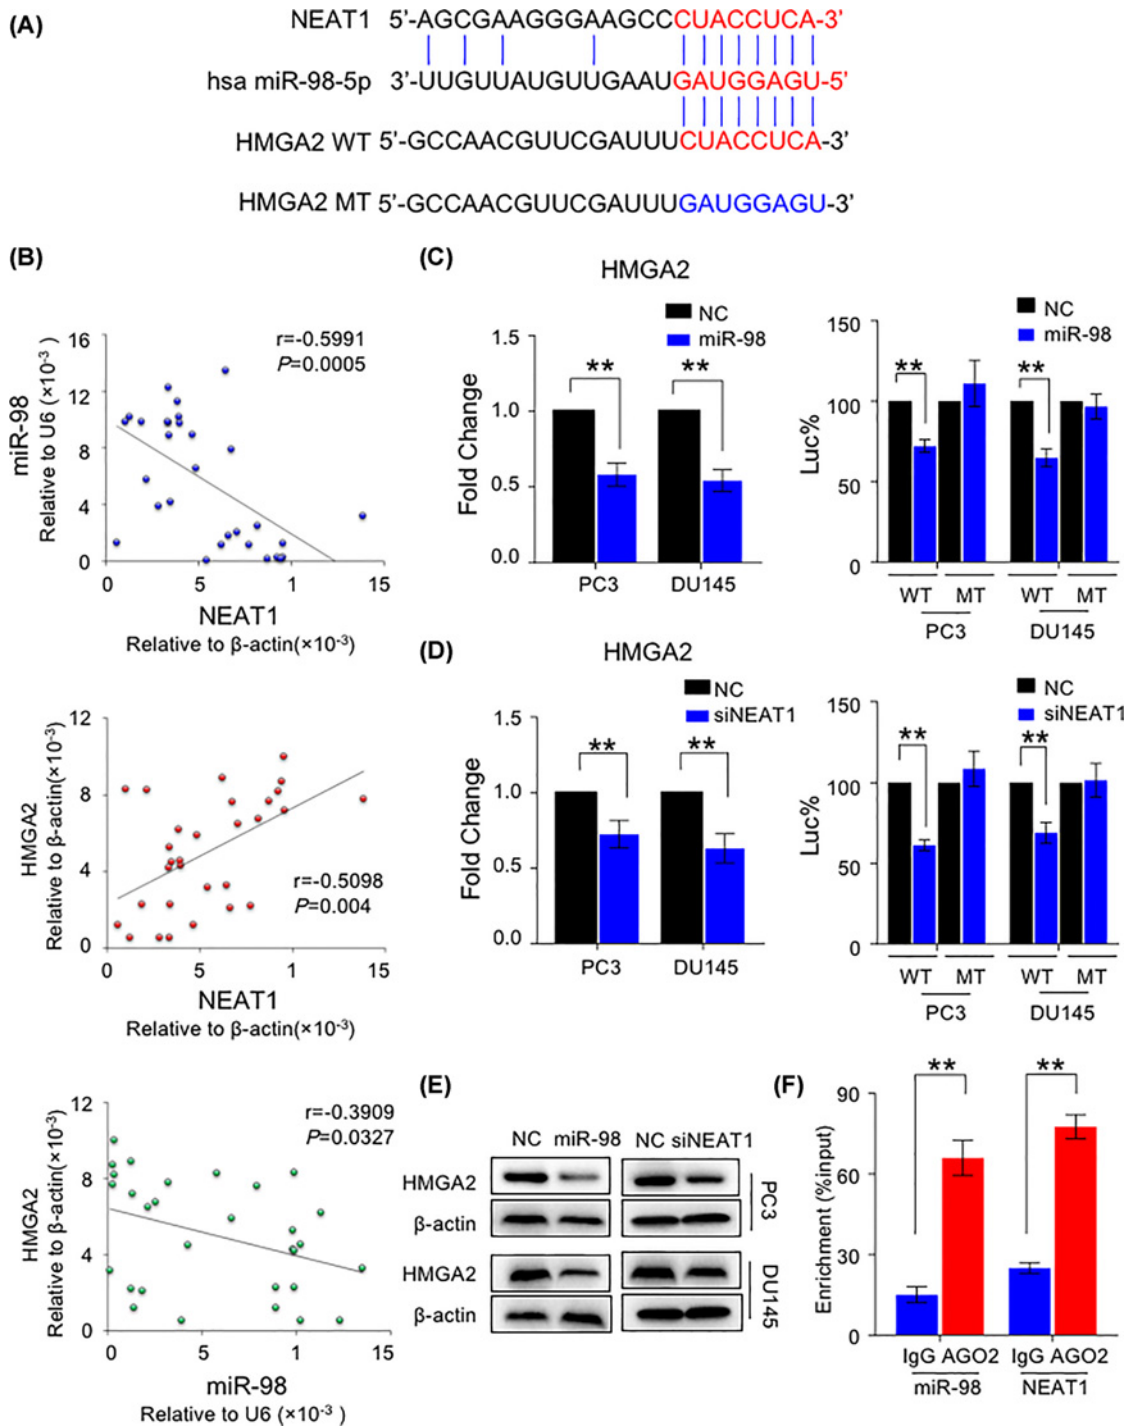 (A)
NEAT1 5'-AGCGAAGGGAAGCCCUACCUCA-3'
hsa miR-98-5p 3'-UUGUUAUGUUGAAUGAUGGAGU-5'
HMGA2 WT 5'-GCCAACGUUCGAUUUCUACCUCA-3'
HMGA2 MT 5'-GCCAACGUUCGAUUUGAUGGAGU-3'
(B)
miR-98
Relative to U6 (×10-3)
16
12
8
4
0
r=-0.5991
P=0.0005
0 5 1 15
NEAT1
Relative to β-actin(×10-3)
HMGA2
Relative to β-actin(×10-3)
12
8
4
0
r=-0.5098
P=0.004
0 5 1 15
NEAT1
Relative to β-actin(×10-3)
HMGA2
Relative to β-actin(×10-3)
12
8
4
0
r=-0.3909
P=0.0327
0 5 1 15
miR-98
Relative to U6 (×10-3)
(C)
HMGA2
NC
miR-98
Fold Change
1.5
1.0
0.5
0.0
** **
PC3 DU145
NC
miR-98
Luc%
150
100
50
0
** **
WT MT WT MT
PC3 DU145
(D)
HMGA2
NC
siNEAT1
Fold Change
1.5
1.0
0.5
0.0
** **
PC3 DU145
NC
siNEAT1
Luc%
150
100
50
0
** **
WT MT WT MT
PC3 DU145
(E)
NC miR-98 NC siNEAT1
HMGA2
β-actin
PC3
HMGA2
β-actin
DU145
(F)
Enrichment (%input)
90
60
30
0
** **
IgG AGO2 IgG AGO2
miR-98 NEAT1